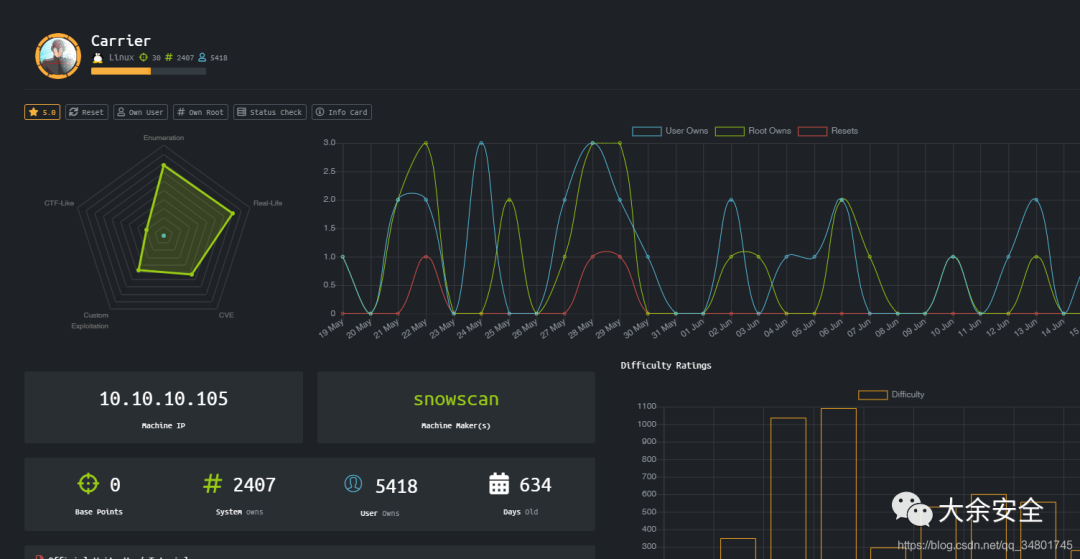 Carrier
Linux 30 # 2407 5418
5.0 Reset Own User # Own Root Status Check Info Card
Enumeration
CTF-Like
Real-Life
Custom
Exploitation
CVE
User Owns Root Owns Resets
3.0
2.5
2.0
1.5
1.0
0.5
0
19 May 20 May 21 May 22 May 23 May 24 May 25 May 26 May 27 May 28 May 29 May 30 May 31 May 01 Jun 02 Jun 03 Jun 04 Jun 05 Jun 06 Jun 07 Jun 08 Jun 09 Jun 10 Jun 11 Jun 12 Jun 13 Jun 14 Jun 15
10.10.10.105
Machine IP
snowscan
Machine Maker(s)
0
Base Points
# 2407
System owns
5418
User Owns
634
Days Old
Difficulty Ratings
Difficulty
1100
1000
900
800
700
600
500
400
300
大余安全
https://blog.csdn.net/qq_34801745